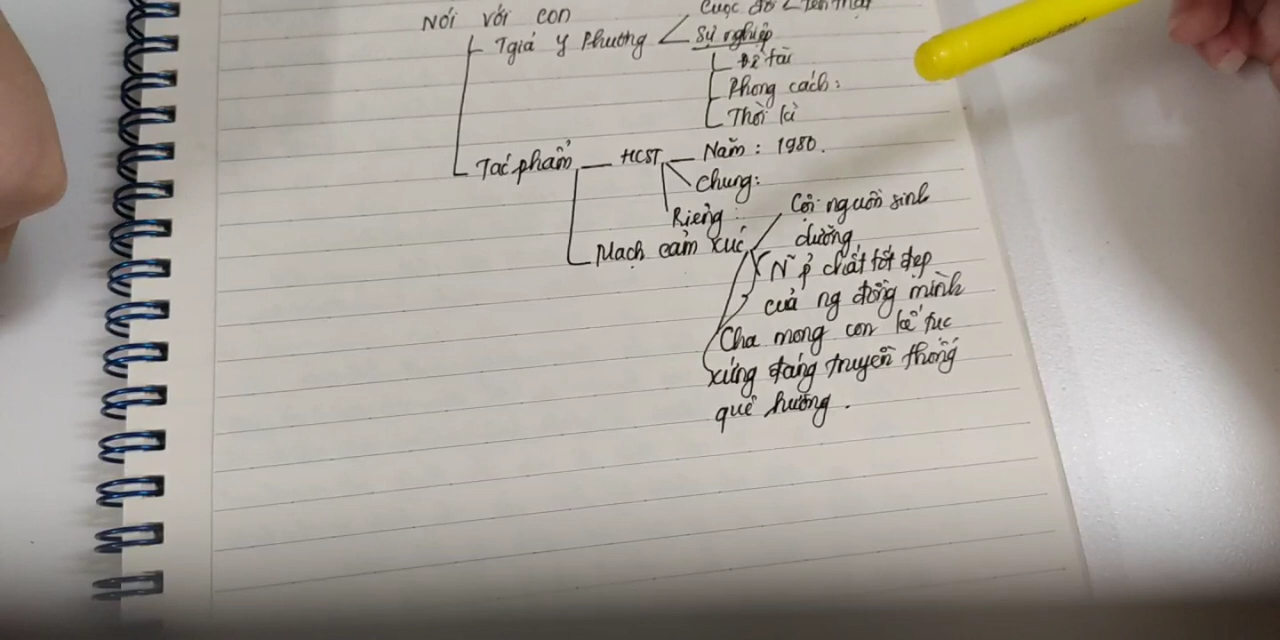 Nói với con
Cuộc đờ
Tgiả Y Phương
Sự nghiệp
Đề tài
Phong cách:
Thời kì
Tác phẩm
HCST
Năm: 1980.
Chung:
Riêng:
Mạch cảm xúc
Cội nguồn sinh
dưỡng
N~ p chất tốt đẹp
của ng đồng mình
Cha mong con kế tục
xứng đáng truyền thống
quê hương.